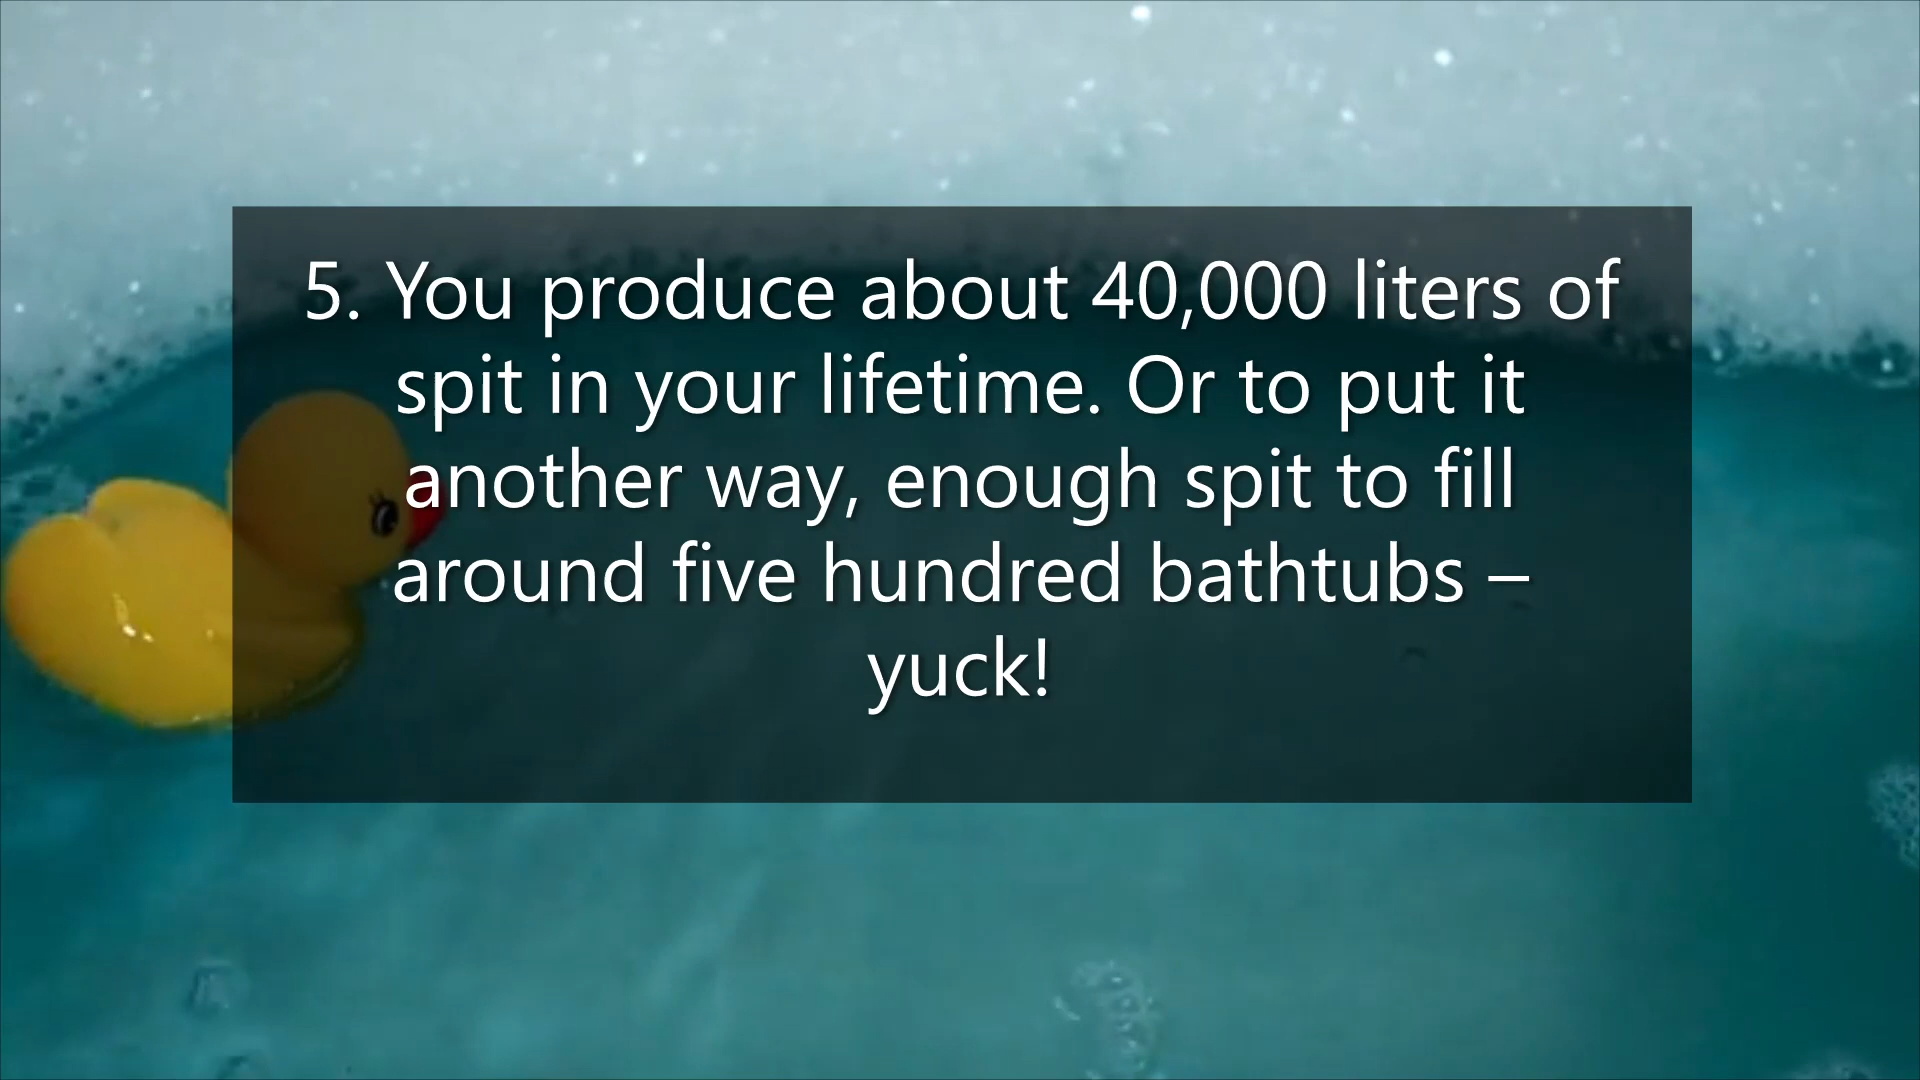 5. You produce about 40,000 liters of
spit in your lifetime. Or to put it
another way, enough spit to fill
around five hundred bathtubs –
yuck!